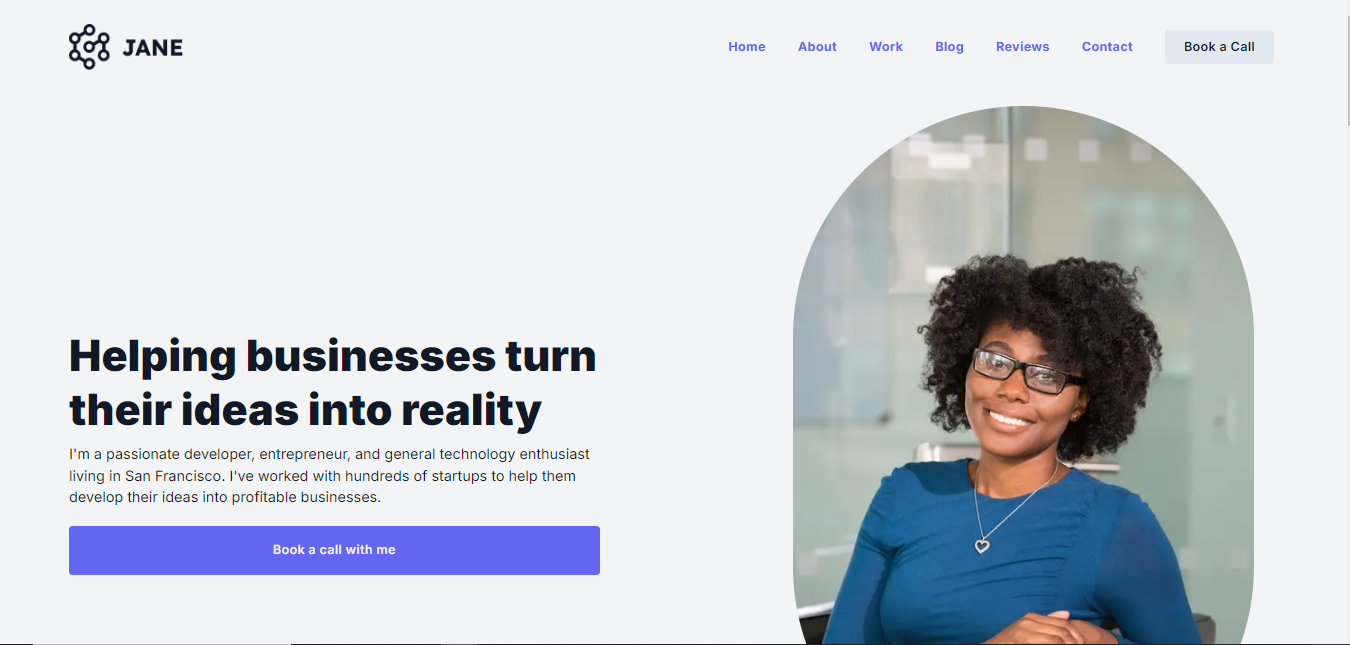 JANE
Home About Work Blog Reviews Contact Book a Call
Helping businesses turn
their ideas into reality
I'm a passionate developer, entrepreneur, and general technology enthusiast
living in San Francisco. I've worked with hundreds of startups to help them
develop their ideas into profitable businesses.
Book a call with me